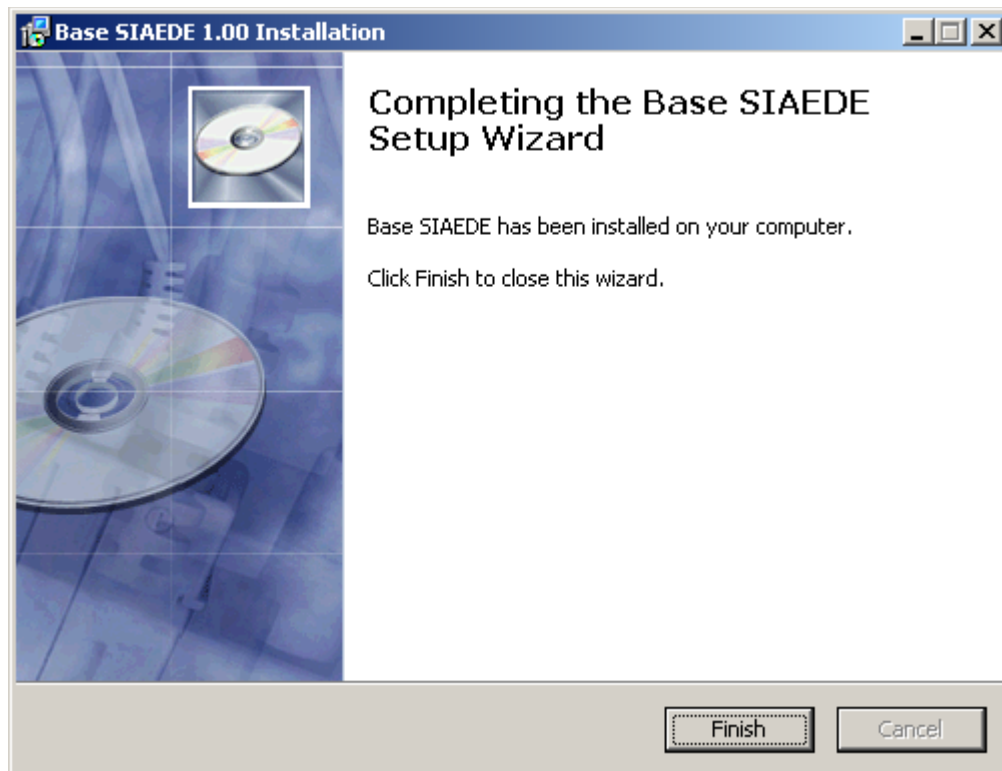 Base SIAEDE 1.00 Installation
Completing the Base SIAEDE
Setup Wizard
Base SIAEDE has been installed on your computer.
Click Finish to close this wizard.
Finish
Cancel